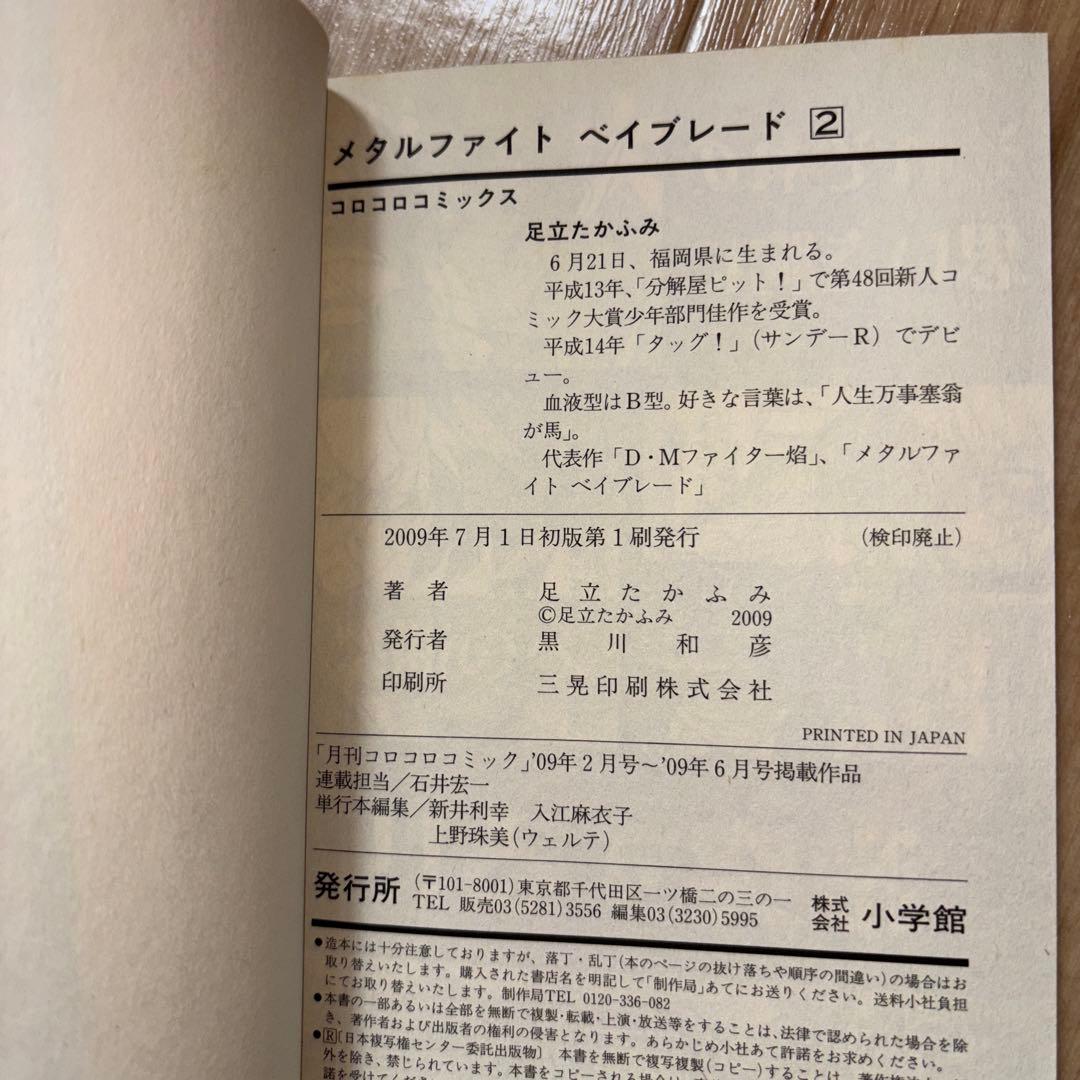 メタルファイト ベイブレード 2
コロコロコミックス
足立たかふみ
6月21日、福岡県に生まれる。
平成13年、「分解屋ピット!」で第48回新人コ
ミック大賞少年部門佳作を受賞。
平成14年「タッグ!」(サンデーR)でデビ
ュー。
血液型はB型。好きな言葉は、「人生万事塞翁
が馬」。
代表作「D・Mファイター焰」、「メタルファ
イト ベイブレード」
2009年7月1日初版第1刷発行 (検印廃止)
著者 足立たかふみ
©足立たかふみ 2009
発行者 黒川和彦
印刷所 三晃印刷株式会社
PRINTED IN JAPAN
「月刊コロコロコミック」'09年2月号〜'09年6月号掲載作品
連載担当/石井宏一
単行本編集/新井利幸 入江麻衣子
上野珠美(ウェルテ)
発行所 (〒101-8001)東京都千代田区一ツ橋二の三の一
TEL 販売03(5281)3556 編集03(3230)5995
株式会社 小学館
●造本には十分注意しておりますが、落丁・乱丁(本のページの抜け落ちや順序の間違い)の場合はお
取り替えいたします。購入された書店名を明記して「制作局」あてにお送りください。送料小社負担
にてお取り替えいたします。制作局TEL 0120-336-082
●本書の一部あるいは全部を無断で複製・転載・上演・放送等をすることは、法律で認められた場合を除
き、著作者および出版者の権利の侵害となります。あらかじめ小社あて許諾をお求めください。
●R〔日本複写権センター委託出版物〕 本書を無断で複写複製(コピー)することは、著作権法上の
外を除き、禁じられています。本書をコピーされる場合は、
諾を受けてくだ